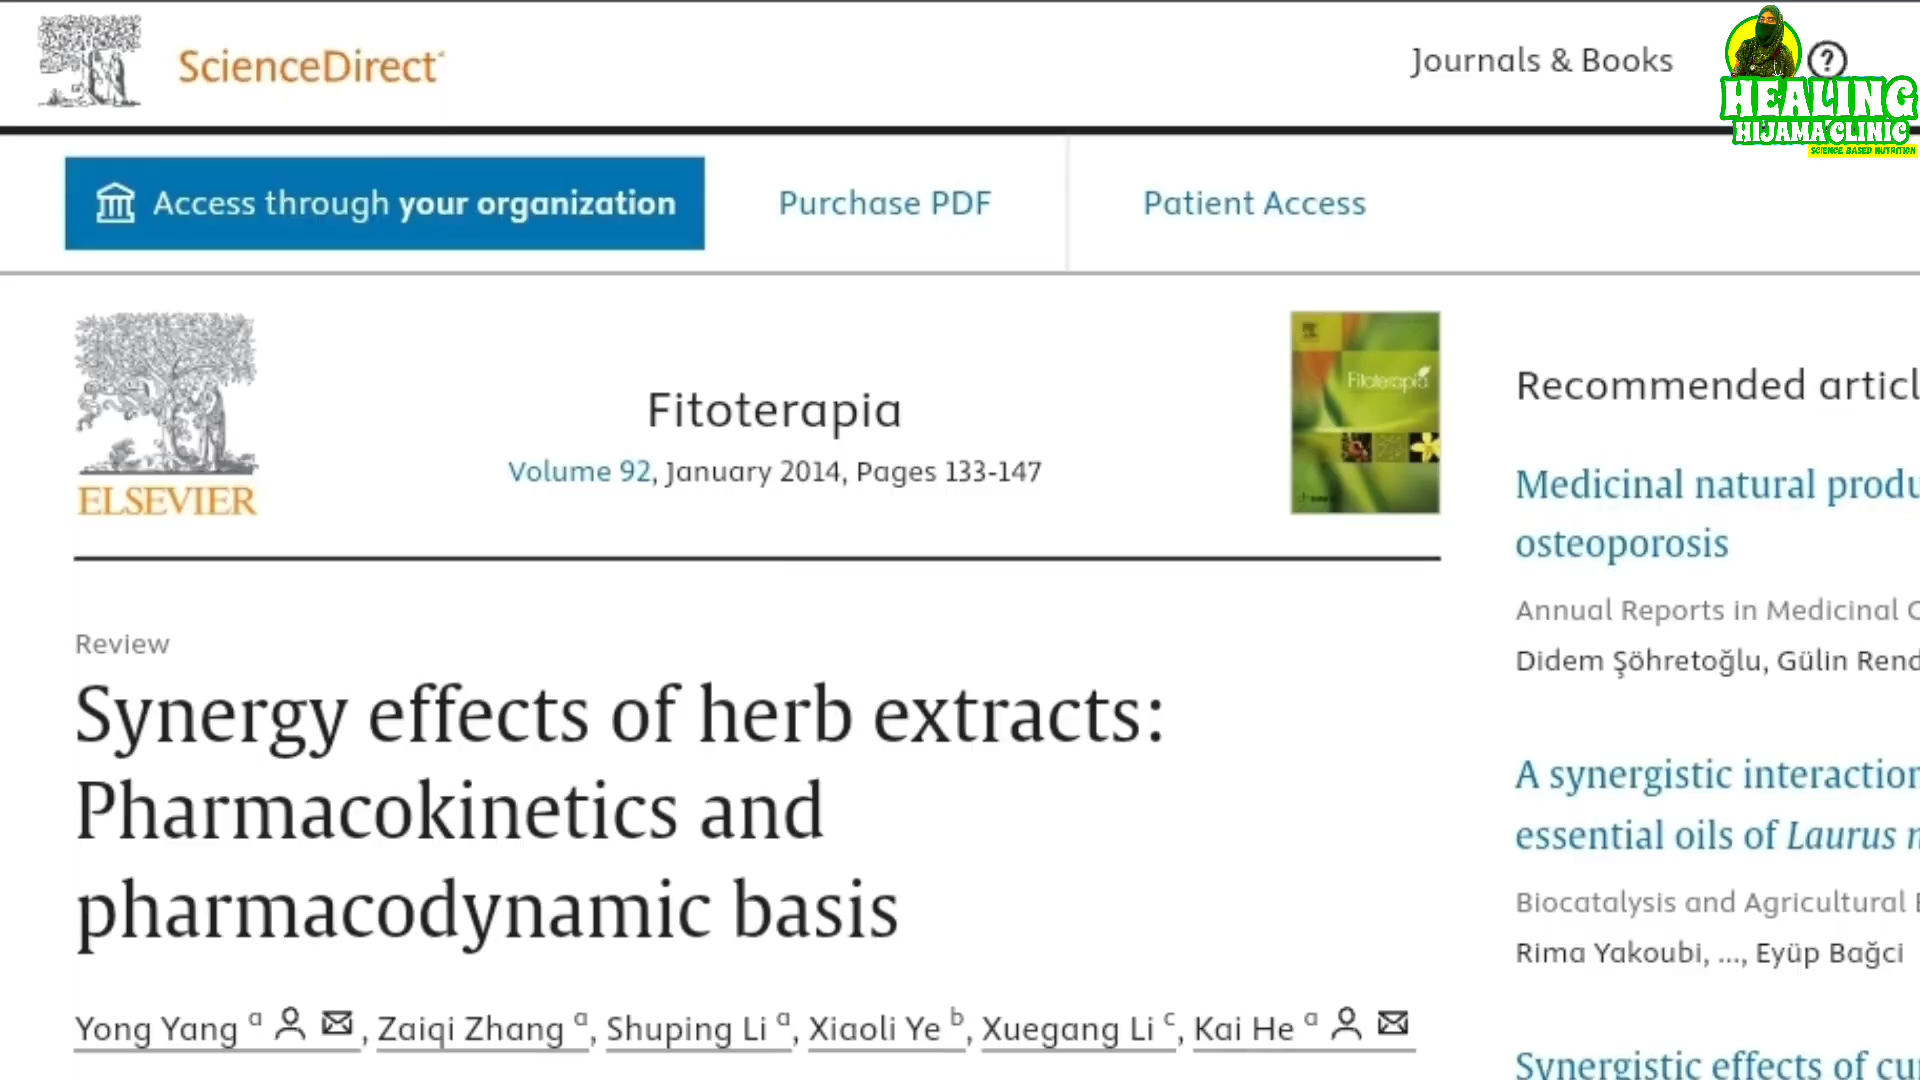 ScienceDirect
Journals & Books
?
HEALING
HIJAMA CLINIC
SCIENCE BASED NUTRITION
Access through your organization
Purchase PDF
Patient Access
ELSEVIER
Fitoterapia
Volume 92, January 2014, Pages 133-147
Fitoterapia
Review
Synergy effects of herb extracts:
Pharmacokinetics and
pharmacodynamic basis
Yong Yang a, Zaiqi Zhang a, Shuping Li a, Xiaoli Ye b, Xuegang Li c, Kai He a
Recommended articl
Medicinal natural produ
osteoporosis
Annual Reports in Medicinal C
Didem Şöhretoğlu, Gülin Rend
A synergistic interaction
essential oils of Laurus n
Biocatalysis and Agricultural
Rima Yakoubi, ..., Eyüp Bağci
Synergistic effects of cu